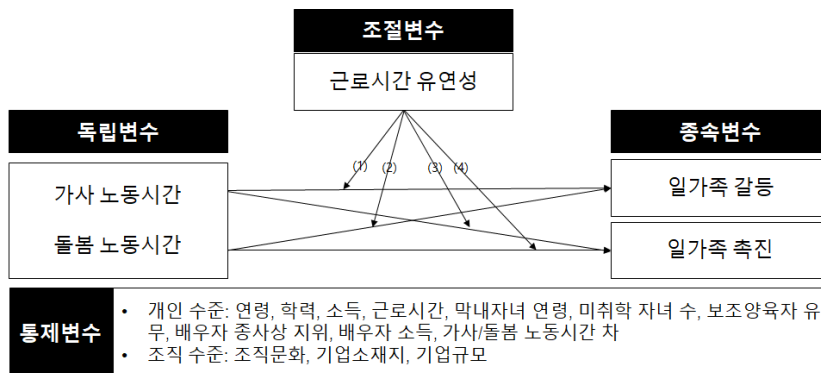 조절변수
근로시간 유연성
독립변수
종속변수
(1) (2) (3) (4)
가사 노동시간
일가족 갈등
돌봄 노동시간
일가족 촉진
통제변수
• 개인 수준: 연령, 학력, 소득, 근로시간, 막내자녀 연령, 미취학 자녀 수, 보조양육자 유
무, 배우자 종사상 지위, 배우자 소득, 가사/돌봄 노동시간 차
• 조직 수준: 조직문화, 기업소재지, 기업규모